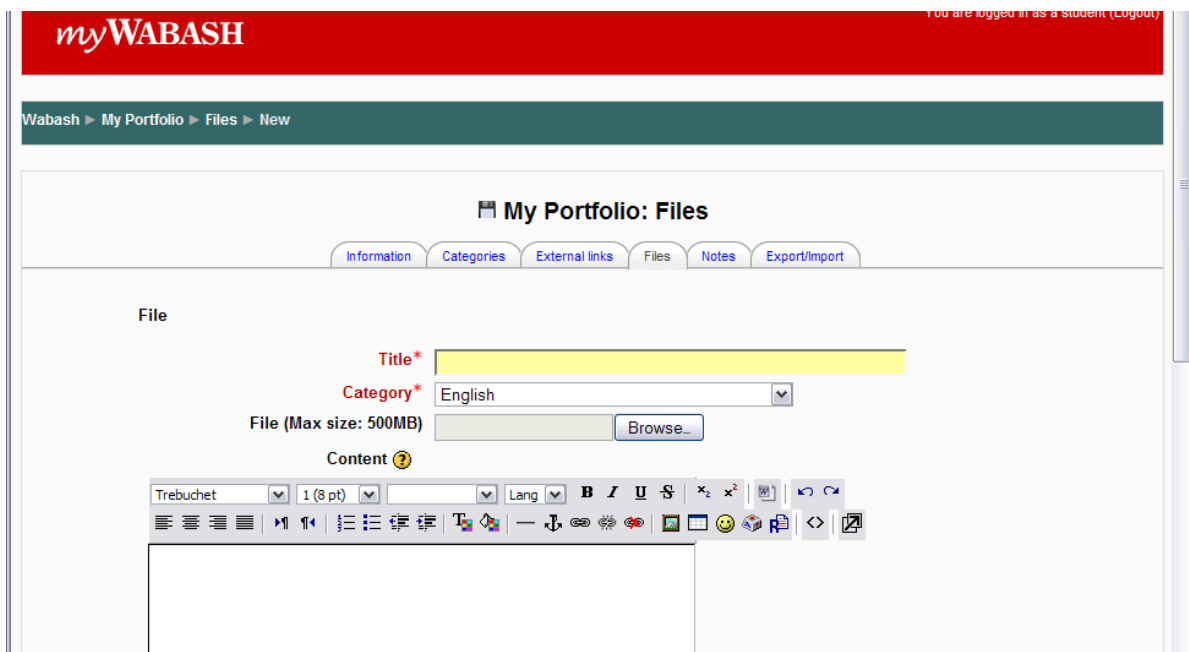 You are logged in as a student (Logout)
myWABASH
Wabash ► My Portfolio ► Files ► New
My Portfolio: Files
Information Categories External links Files Notes Export/Import
File
Title*
Category* English
File (Max size: 500MB) Browse...
Content ?
Trebuchet 1 (8 pt) Lang B I U S x₂ x²